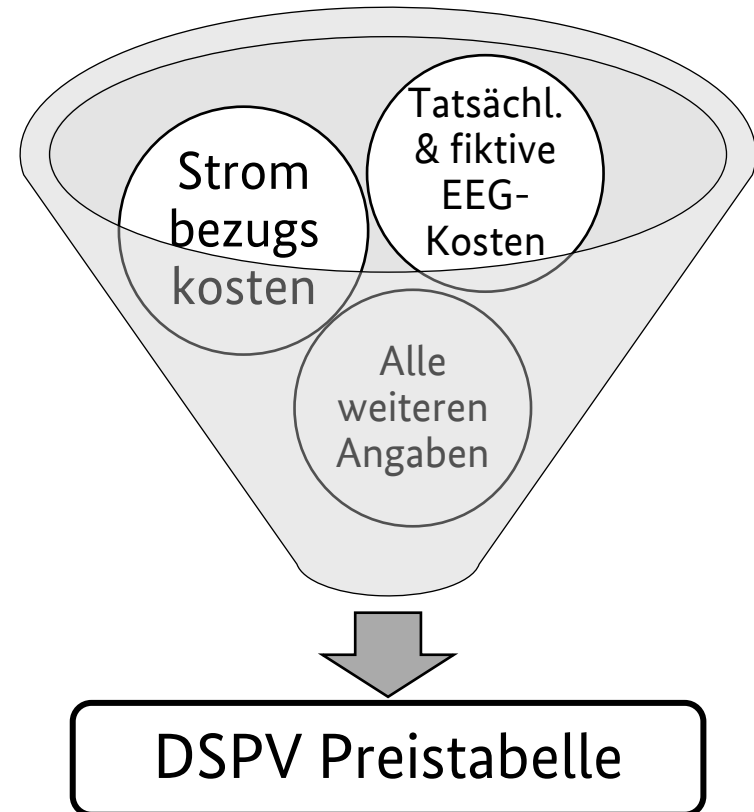 Strom
bezugs
kosten
Tatsächl.
& fiktive
EEG-
Kosten
Alle
weiteren
Angaben
DSPV Preistabelle